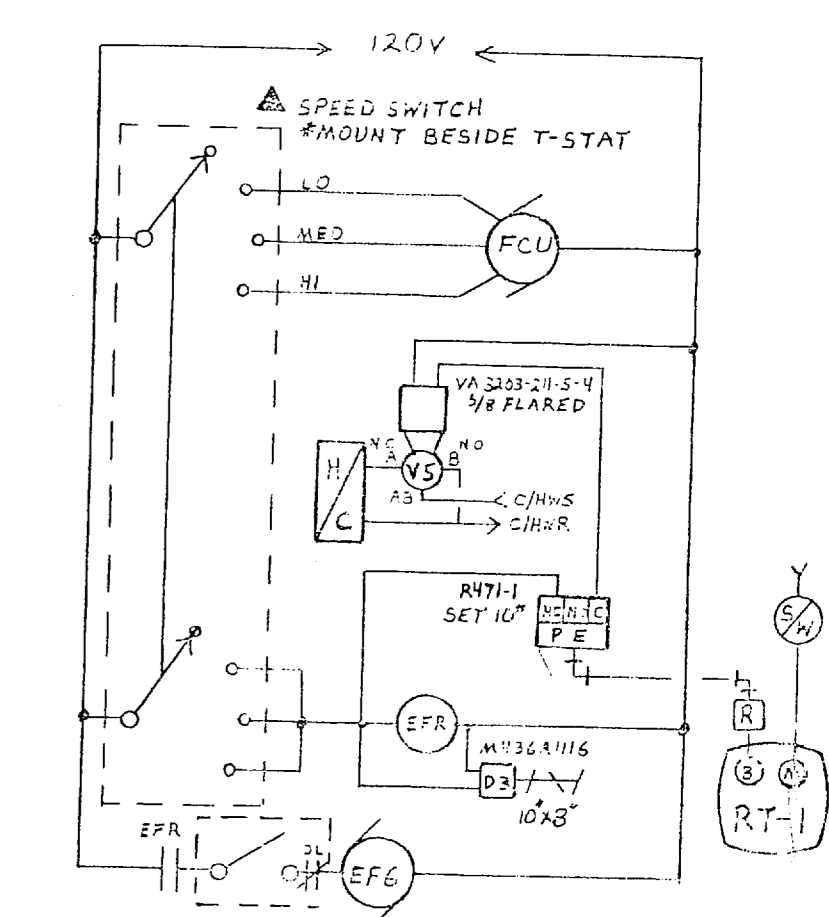 120V
SPEED SWITCH
*MOUNT BESIDE T-STAT
LO
MED
HI
FCU
VA 3203-211-5-4
5/8 FLARED
NC
A
V5
B
NO
H
C
AB
C/HWS
C/HWR
R471-1
SET 10#
NC NO C
P E
S/W
R
EFR
M436A1116
D3
10"x8"
3
M
RT-1
EFR
OL
EF6